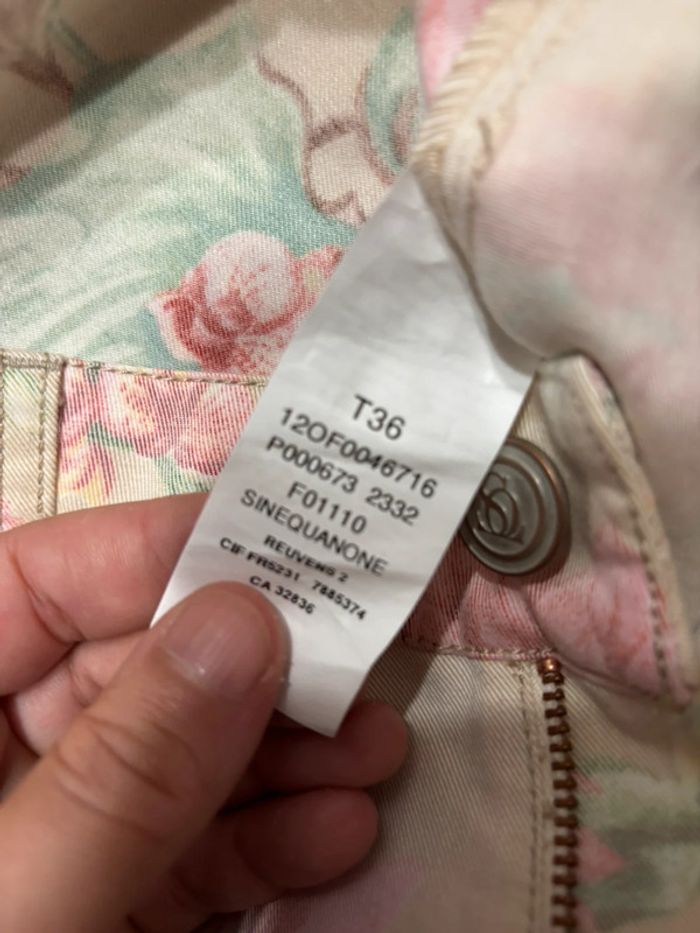 T36
12OF0046716
P000673 2332
F01110
SINEQUANONE
REUVENS 2
CIF FR5231 7885374
CA 32836